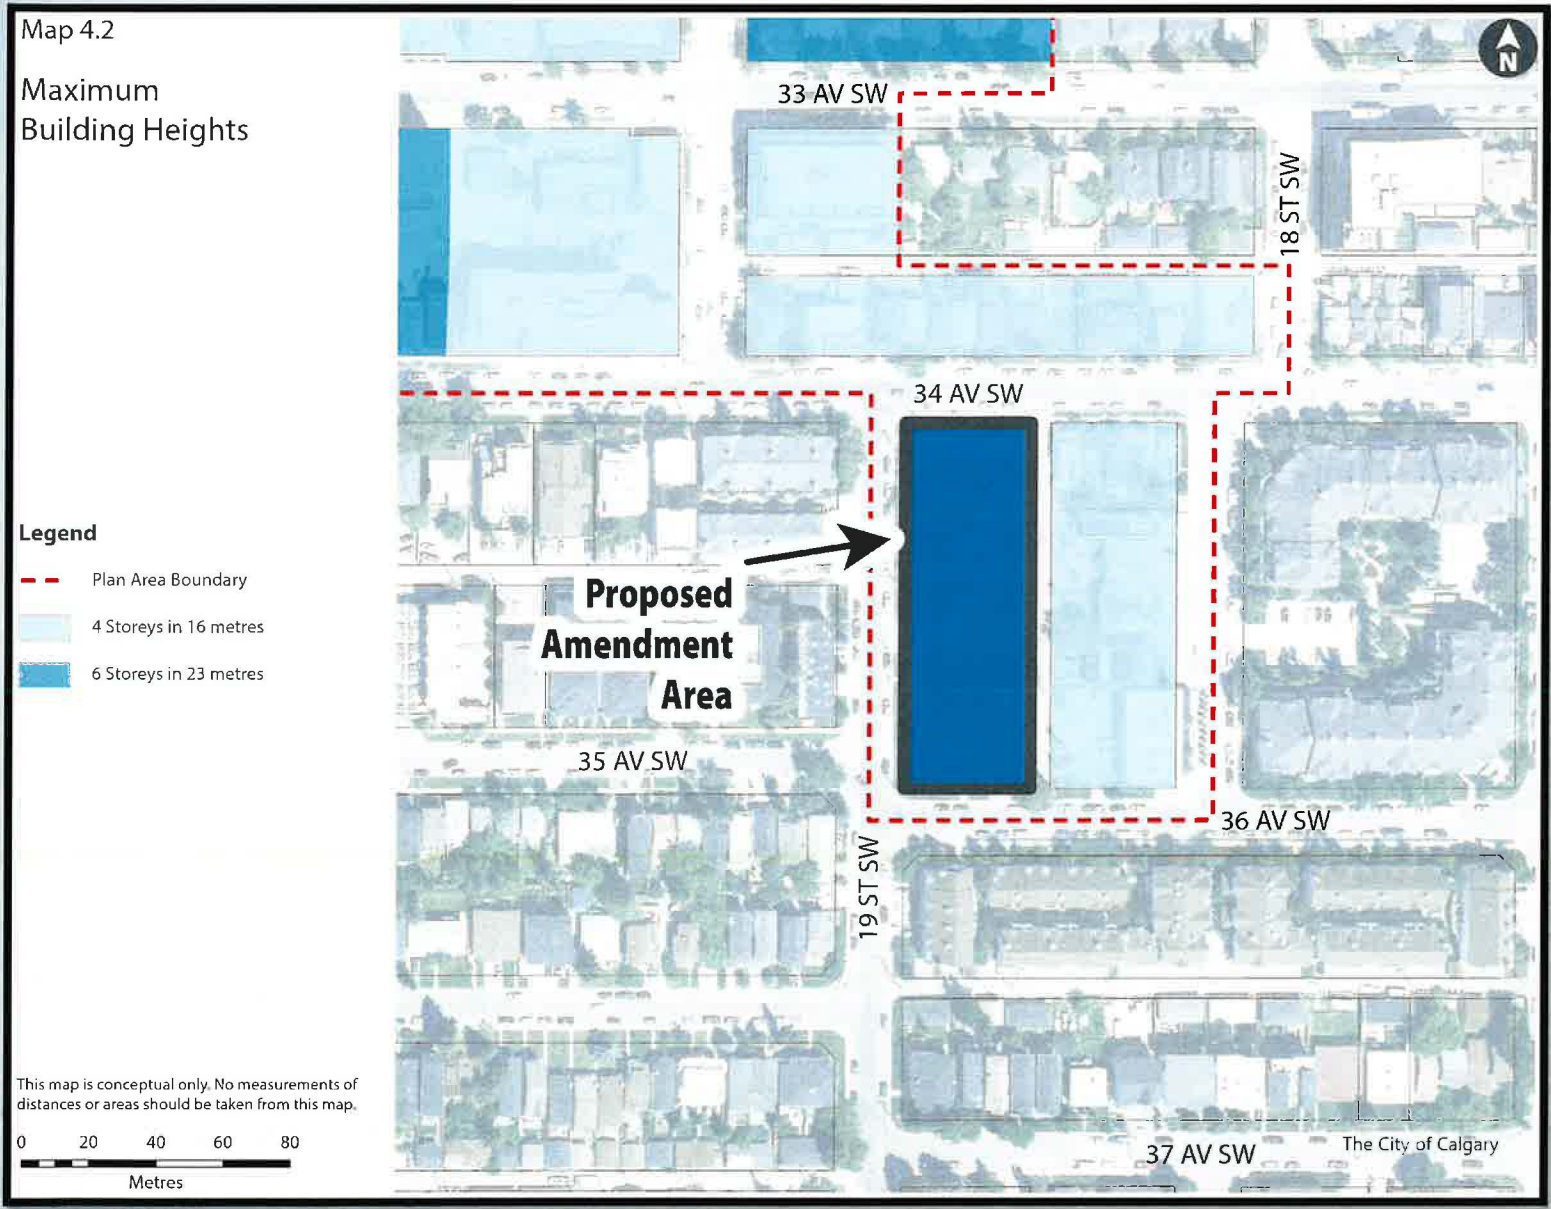 Map 4.2
Maximum
Building Heights
N
33 AV SW
18 ST SW
34 AV SW
Legend
Plan Area Boundary
4 Storeys in 16 metres
6 Storeys in 23 metres
Proposed
Amendment
Area
35 AV SW
36 AV SW
19 ST SW
This map is conceptual only. No measurements of
distances or areas should be taken from this map.
0 20 40 60 80
Metres
37 AV SW
The City of Calgary